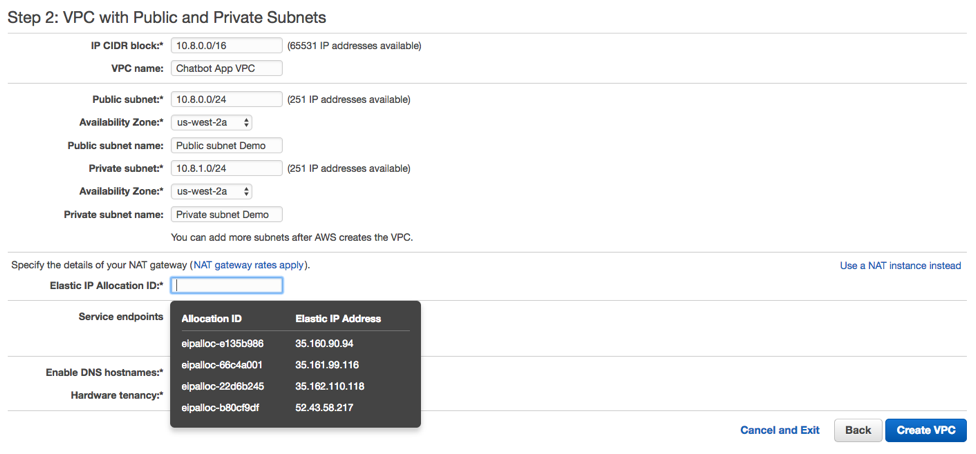 Step 2: VPC with Public and Private Subnets
IP CIDR block:* 10.8.0.0/16 (65531 IP addresses available)
VPC name: Chatbot App VPC
Public subnet:* 10.8.0.0/24 (251 IP addresses available)
Availability Zone:* us-west-2a
Public subnet name: Public subnet Demo
Private subnet:* 10.8.1.0/24 (251 IP addresses available)
Availability Zone:* us-west-2a
Private subnet name: Private subnet Demo
You can add more subnets after AWS creates the VPC.
Specify the details of your NAT gateway (NAT gateway rates apply). Use a NAT instance instead
Elastic IP Allocation ID:*
Service endpoints
Allocation ID Elastic IP Address
eipalloc-e135b986 35.160.90.94
eipalloc-66c4a001 35.161.99.116
Enable DNS hostnames:*
eipalloc-22d6b245 35.162.110.118
Hardware tenancy:*
eipalloc-b80cf9df 52.43.58.217
Cancel and Exit Back Create VPC